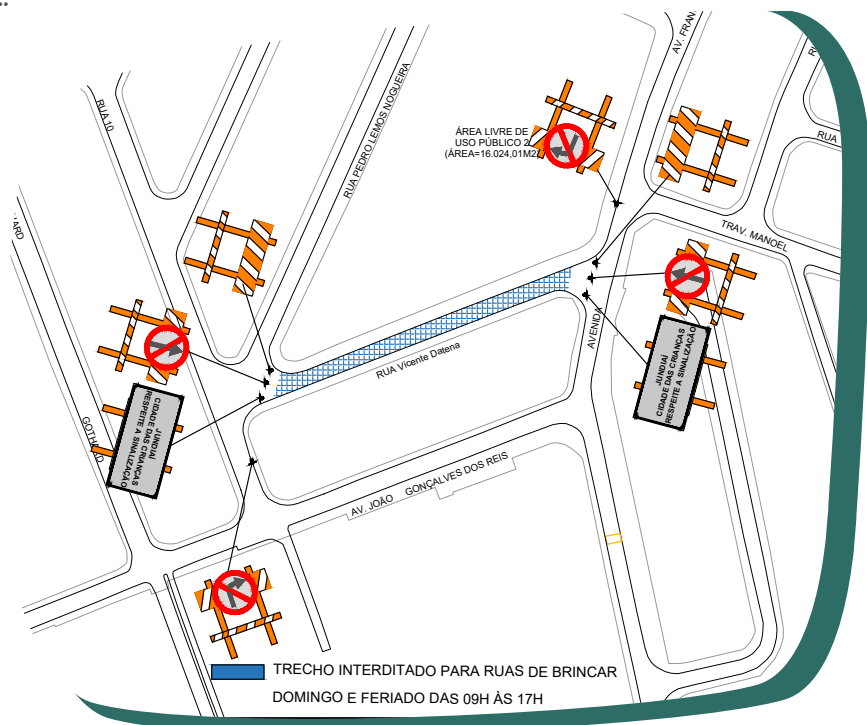 RUA 10
RUA PEDRO LEMOS NOGUEIRA
ÁREA LIVRE DE
USO PÚBLICO 2
(ÁREA=16.024,01M2)
AV. FRAN
RUA
TRAV. MANOEL
AVENIDA
RUA Vicente Datena
JUNDIAÍ
CIDADE DAS CRIANÇAS
RESPEITE A SINALIZAÇÃO
JUNDIAÍ
CIDADE DAS CRIANÇAS
RESPEITE A SINALIZAÇÃO
AV. JOÃO GONÇALVES DOS REIS
TRECHO INTERDITADO PARA RUAS DE BRINCAR
DOMINGO E FERIADO DAS 09H ÀS 17H